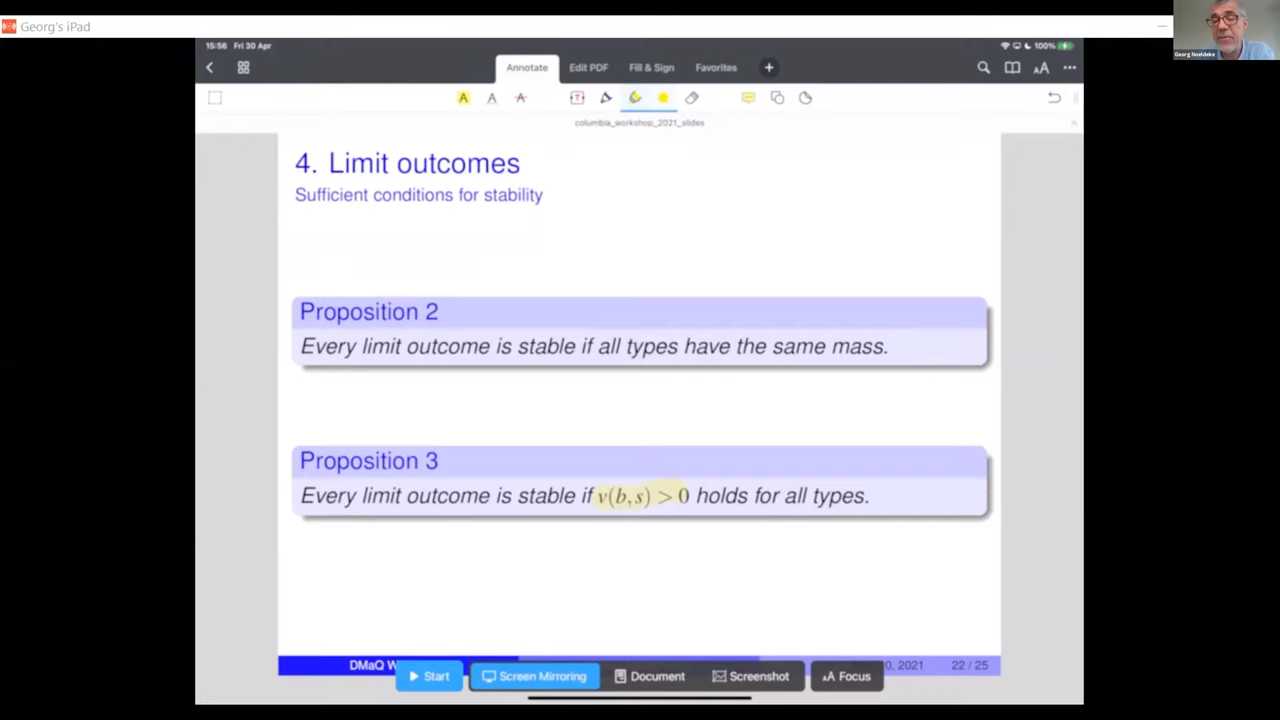 Georg's iPad
Georg Noeldeke
15:56 Fri 30 Apr
100%
Annotate Edit PDF Fill & Sign Favorites
columbia_workshop_2021_slides
4. Limit outcomes
Sufficient conditions for stability
Proposition 2
Every limit outcome is stable if all types have the same mass.
Proposition 3
Every limit outcome is stable if v(b,s) > 0 holds for all types.
DMaQ W 0, 2021 22 / 25
Start Screen Mirroring Document Screenshot AA Focus